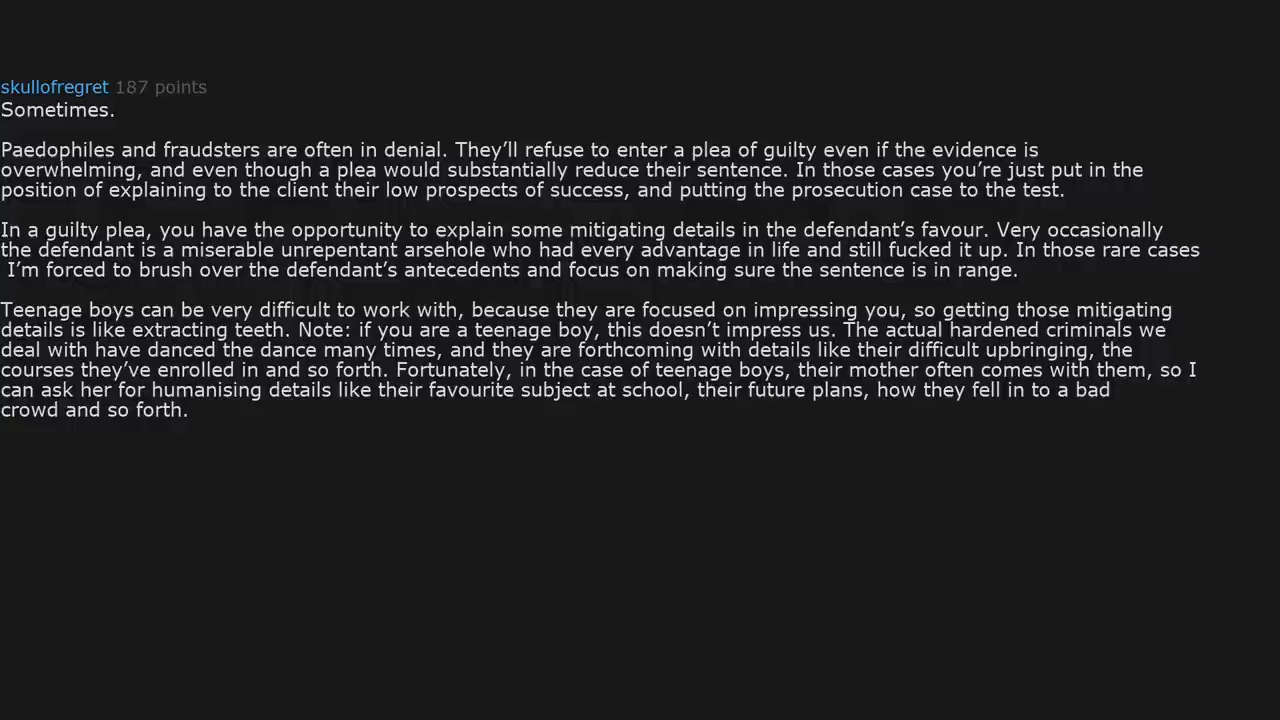 skullofregret 187 points
Sometimes.
Paedophiles and fraudsters are often in denial. They’ll refuse to enter a plea of guilty even if the evidence is
overwhelming, and even though a plea would substantially reduce their sentence. In those cases you’re just put in the
position of explaining to the client their low prospects of success, and putting the prosecution case to the test.
In a guilty plea, you have the opportunity to explain some mitigating details in the defendant’s favour. Very occasionally
the defendant is a miserable unrepentant arsehole who had every advantage in life and still fucked it up. In those rare cases
I’m forced to brush over the defendant’s antecedents and focus on making sure the sentence is in range.
Teenage boys can be very difficult to work with, because they are focused on impressing you, so getting those mitigating
details is like extracting teeth. Note: if you are a teenage boy, this doesn’t impress us. The actual hardened criminals we
deal with have danced the dance many times, and they are forthcoming with details like their difficult upbringing, the
courses they’ve enrolled in and so forth. Fortunately, in the case of teenage boys, their mother often comes with them, so I
can ask her for humanising details like their favourite subject at school, their future plans, how they fell in to a bad
crowd and so forth.